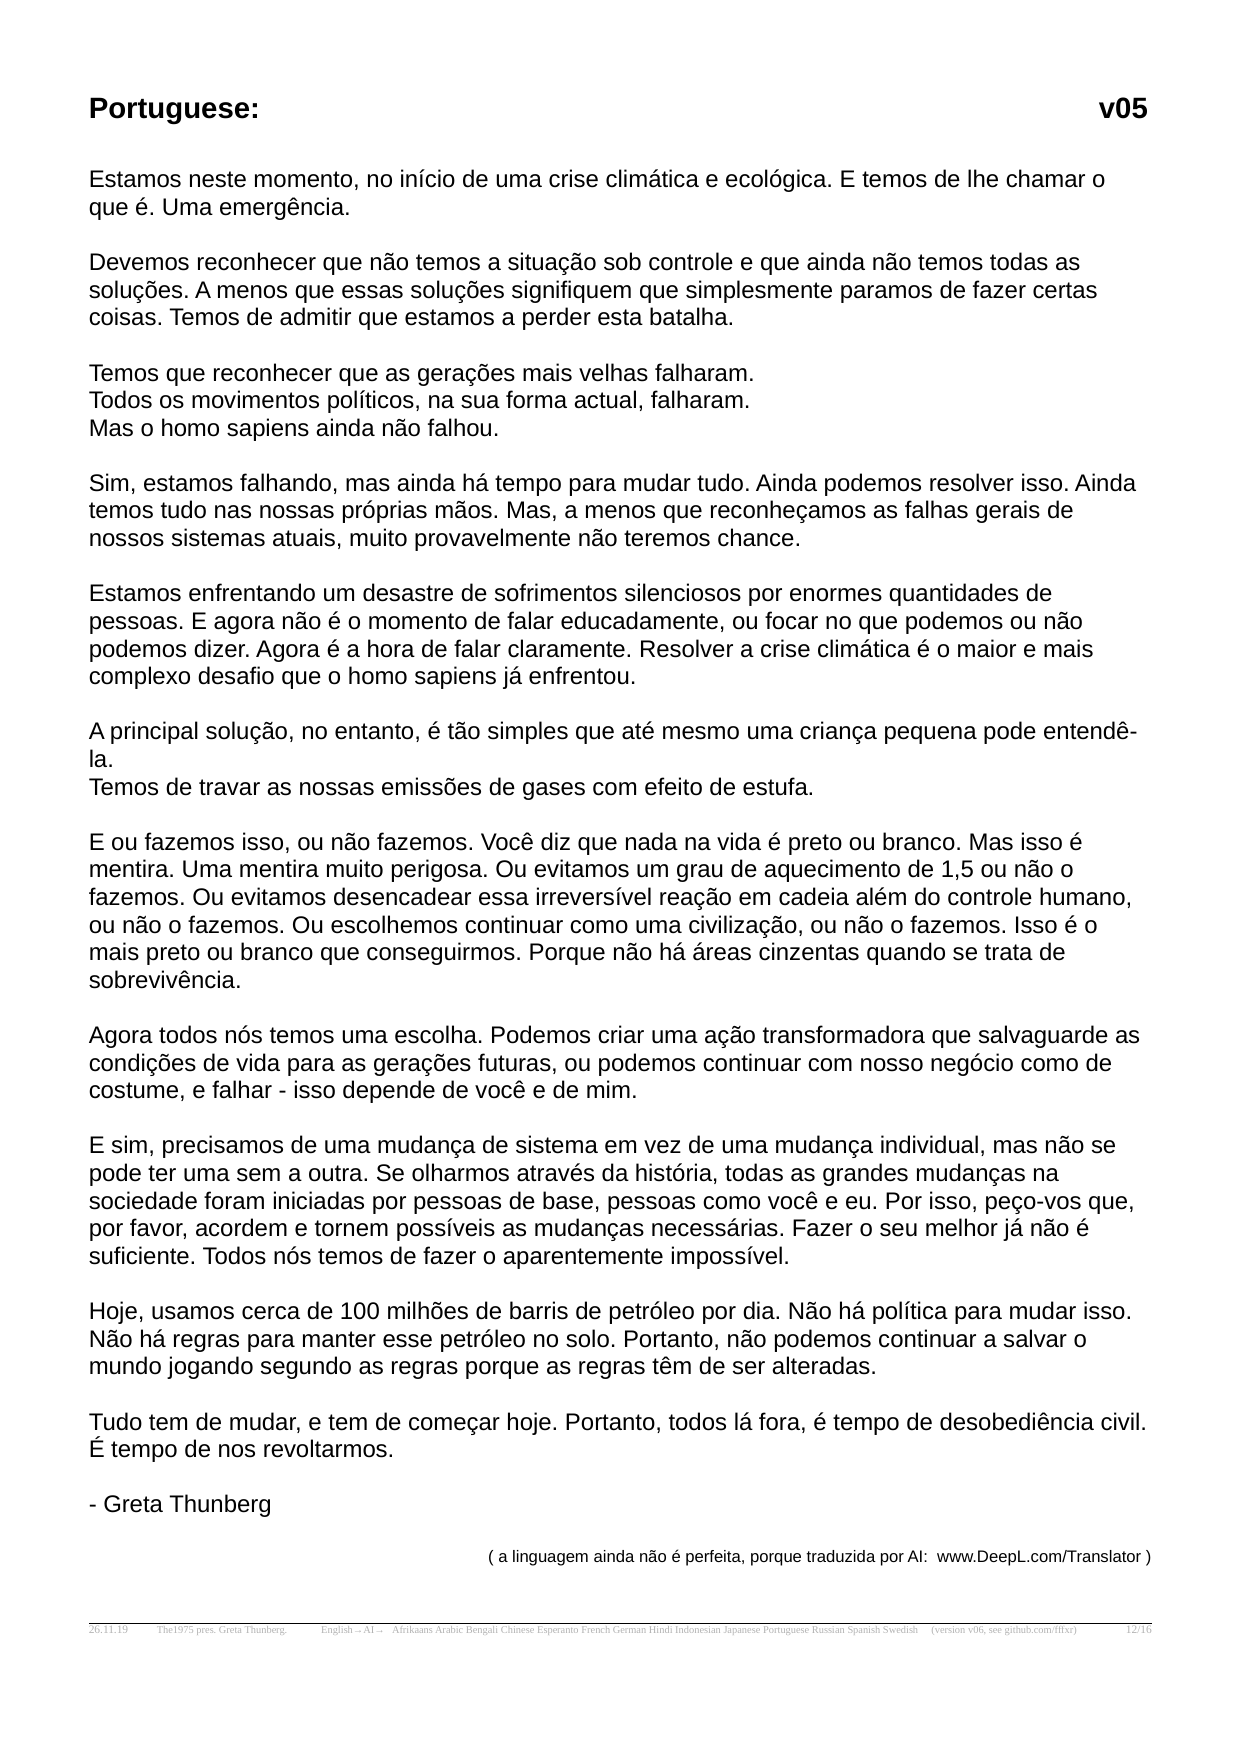 Portuguese: v05
Estamos neste momento, no início de uma crise climática e ecológica. E temos de lhe chamar o
que é. Uma emergência.
Devemos reconhecer que não temos a situação sob controle e que ainda não temos todas as
soluções. A menos que essas soluções signifiquem que simplesmente paramos de fazer certas
coisas. Temos de admitir que estamos a perder esta batalha.
Temos que reconhecer que as gerações mais velhas falharam.
Todos os movimentos políticos, na sua forma actual, falharam.
Mas o homo sapiens ainda não falhou.
Sim, estamos falhando, mas ainda há tempo para mudar tudo. Ainda podemos resolver isso. Ainda
temos tudo nas nossas próprias mãos. Mas, a menos que reconheçamos as falhas gerais de
nossos sistemas atuais, muito provavelmente não teremos chance.
Estamos enfrentando um desastre de sofrimentos silenciosos por enormes quantidades de
pessoas. E agora não é o momento de falar educadamente, ou focar no que podemos ou não
podemos dizer. Agora é a hora de falar claramente. Resolver a crise climática é o maior e mais
complexo desafio que o homo sapiens já enfrentou.
A principal solução, no entanto, é tão simples que até mesmo uma criança pequena pode entendê-
la.
Temos de travar as nossas emissões de gases com efeito de estufa.
E ou fazemos isso, ou não fazemos. Você diz que nada na vida é preto ou branco. Mas isso é
mentira. Uma mentira muito perigosa. Ou evitamos um grau de aquecimento de 1,5 ou não o
fazemos. Ou evitamos desencadear essa irreversível reação em cadeia além do controle humano,
ou não o fazemos. Ou escolhemos continuar como uma civilização, ou não o fazemos. Isso é o
mais preto ou branco que conseguirmos. Porque não há áreas cinzentas quando se trata de
sobrevivência.
Agora todos nós temos uma escolha. Podemos criar uma ação transformadora que salvaguarde as
condições de vida para as gerações futuras, ou podemos continuar com nosso negócio como de
costume, e falhar - isso depende de você e de mim.
E sim, precisamos de uma mudança de sistema em vez de uma mudança individual, mas não se
pode ter uma sem a outra. Se olharmos através da história, todas as grandes mudanças na
sociedade foram iniciadas por pessoas de base, pessoas como você e eu. Por isso, peço-vos que,
por favor, acordem e tornem possíveis as mudanças necessárias. Fazer o seu melhor já não é
suficiente. Todos nós temos de fazer o aparentemente impossível.
Hoje, usamos cerca de 100 milhões de barris de petróleo por dia. Não há política para mudar isso.
Não há regras para manter esse petróleo no solo. Portanto, não podemos continuar a salvar o
mundo jogando segundo as regras porque as regras têm de ser alteradas.
Tudo tem de mudar, e tem de começar hoje. Portanto, todos lá fora, é tempo de desobediência civil.
É tempo de nos revoltarmos.
- Greta Thunberg
( a linguagem ainda não é perfeita, porque traduzida por AI: www.DeepL.com/Translator )
26.11.19 The1975 pres. Greta Thunberg. English→AI→ Afrikaans Arabic Bengali Chinese Esperanto French German Hindi Indonesian Japanese Portuguese Russian Spanish Swedish (version v06, see github.com/fffxr) 12/16